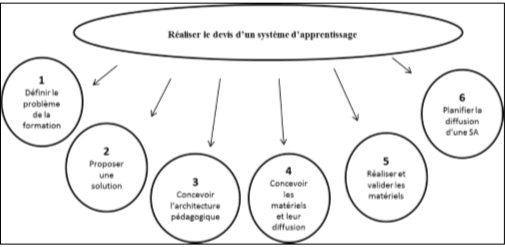 Réaliser le devis d'un système d'apprentissage
1
Définir le
problème
de la
formation
2
Proposer
une
solution
3
Concevoir
l'architecture
pédagogique
4
Concevoir
les
matériels
et leur
diffusion
5
Réaliser et
valider les
matériels
6
Planifier la
diffusion
d'une SA